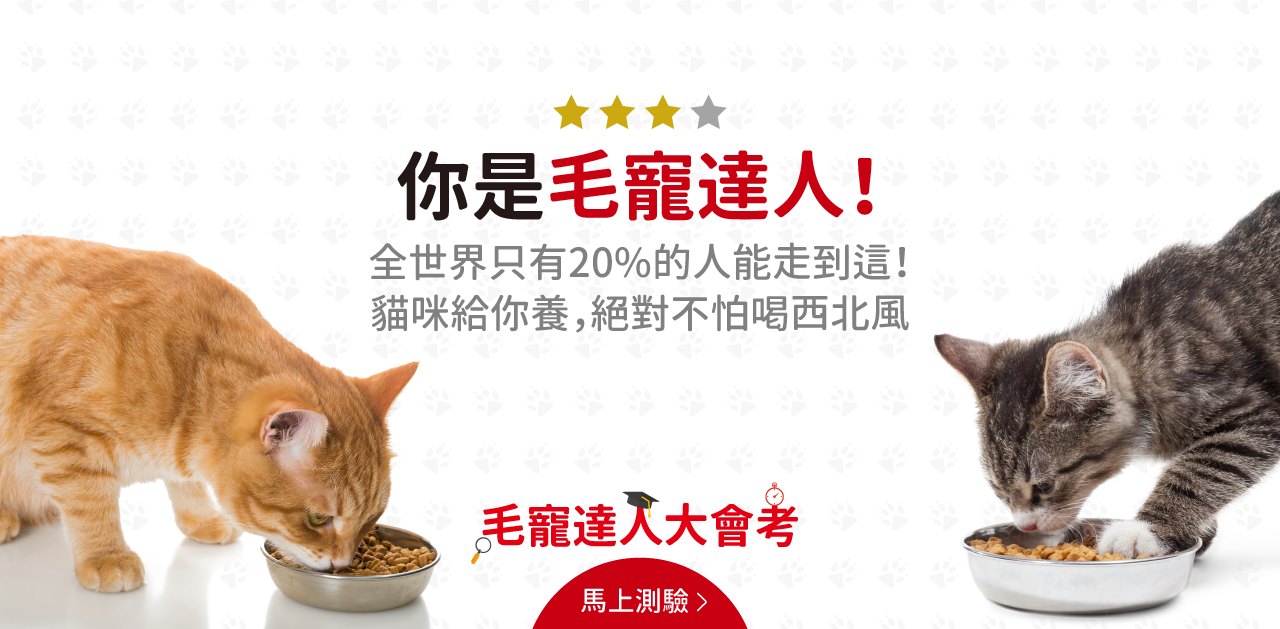 你是毛寵達人！
全世界只有20%的人能走到這！
貓咪給你養，絕對不怕喝西北風
毛寵達人大會考
馬上測驗